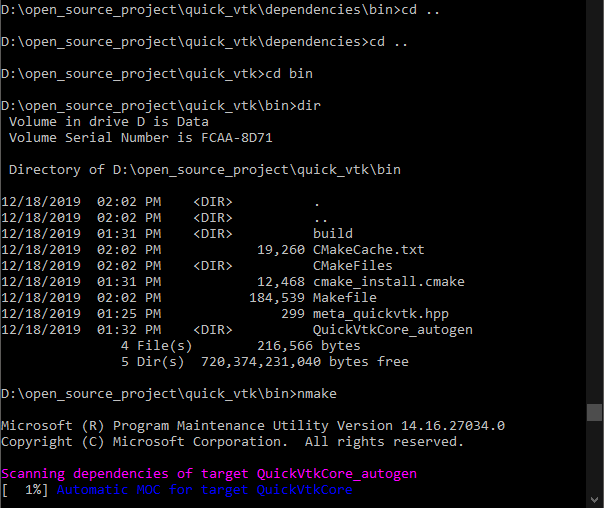 D:\open_source_project\quick_vtk\dependencies\bin>cd ..
D:\open_source_project\quick_vtk\dependencies>cd ..
D:\open_source_project\quick_vtk>cd bin
D:\open_source_project\quick_vtk\bin>dir
Volume in drive D is Data
Volume Serial Number is FCAA-8D71
Directory of D:\open_source_project\quick_vtk\bin
12/18/2019  02:02 PM    <DIR>          .
12/18/2019  02:02 PM    <DIR>          ..
12/18/2019  01:31 PM    <DIR>          build
12/18/2019  02:02 PM            19,260 CMakeCache.txt
12/18/2019  02:02 PM    <DIR>          CMakeFiles
12/18/2019  01:31 PM            12,468 cmake_install.cmake
12/18/2019  02:02 PM           184,539 Makefile
12/18/2019  01:25 PM               299 meta_quickvtk.hpp
12/18/2019  01:32 PM    <DIR>          QuickVtkCore_autogen
4 File(s)        216,566 bytes
5 Dir(s)  720,374,231,040 bytes free
D:\open_source_project\quick_vtk\bin>nmake
Microsoft (R) Program Maintenance Utility Version 14.16.27034.0
Copyright (C) Microsoft Corporation.  All rights reserved.
Scanning dependencies of target QuickVtkCore_autogen
[  1%] Automatic MOC for target QuickVtkCore